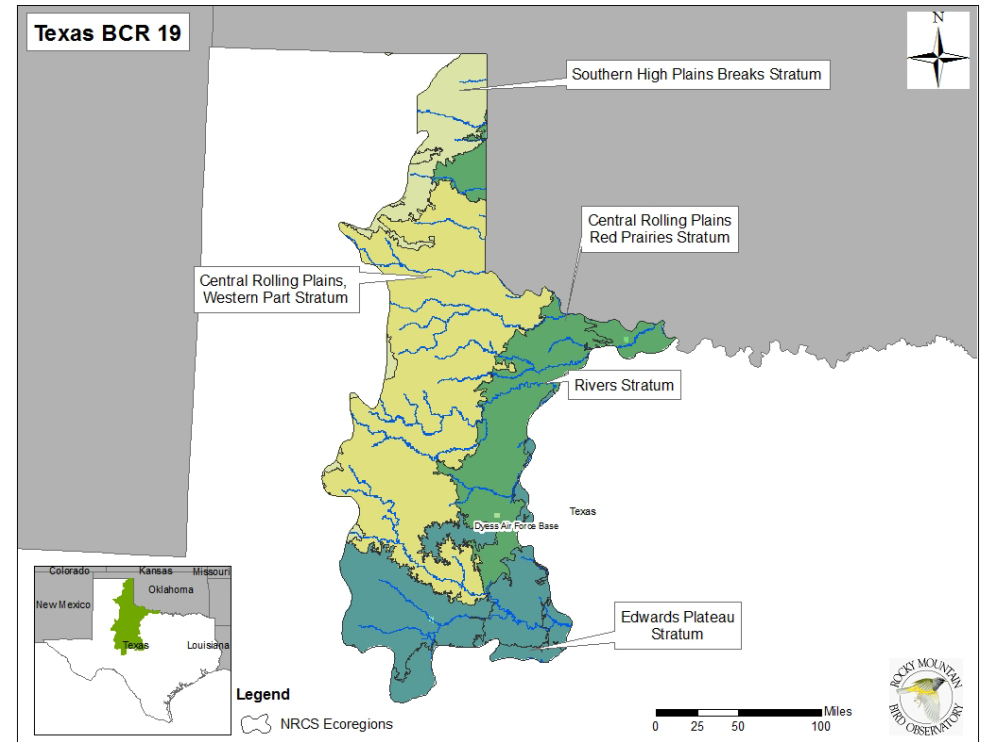 Texas BCR 19
N
Southern High Plains Breaks Stratum
Central Rolling Plains
Red Prairies Stratum
Central Rolling Plains,
Western Part Stratum
Rivers Stratum
Texas
Dyess Air Force Base
Edwards Plateau
Stratum
Colorado
Kansas
Missouri
Oklahoma
New Mexico
Texas
Louisiana
Legend
NRCS Ecoregions
Miles
0 25 50 100
ROCKY MOUNTAIN
BIRD OBSERVATORY